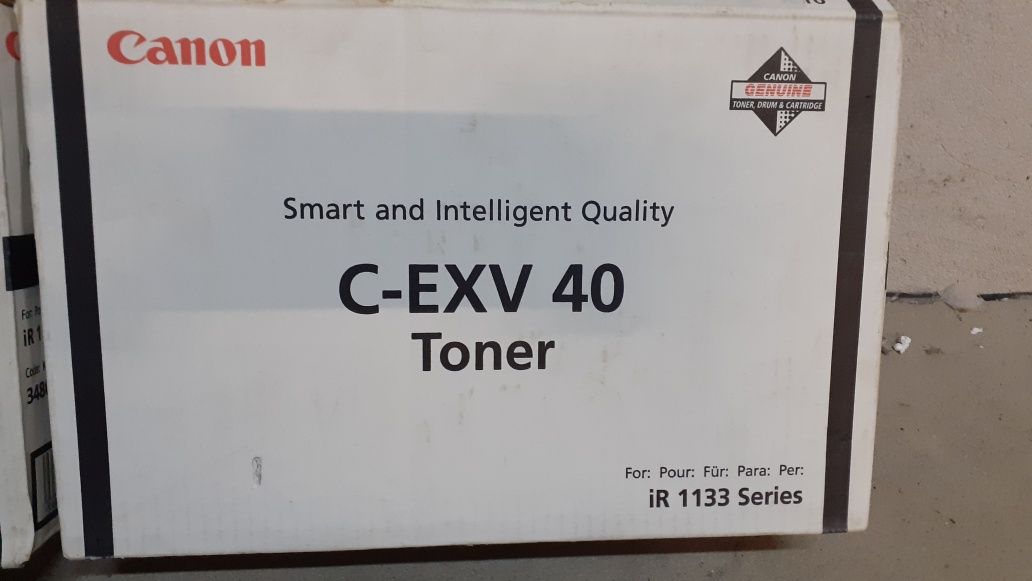 Canon
CANON
GENUINE
TONER, DRUM & CARTRIDGE
Smart and Intelligent Quality
C-EXV 40
Toner
For: Pour: Für: Para: Per:
iR 1133 Series